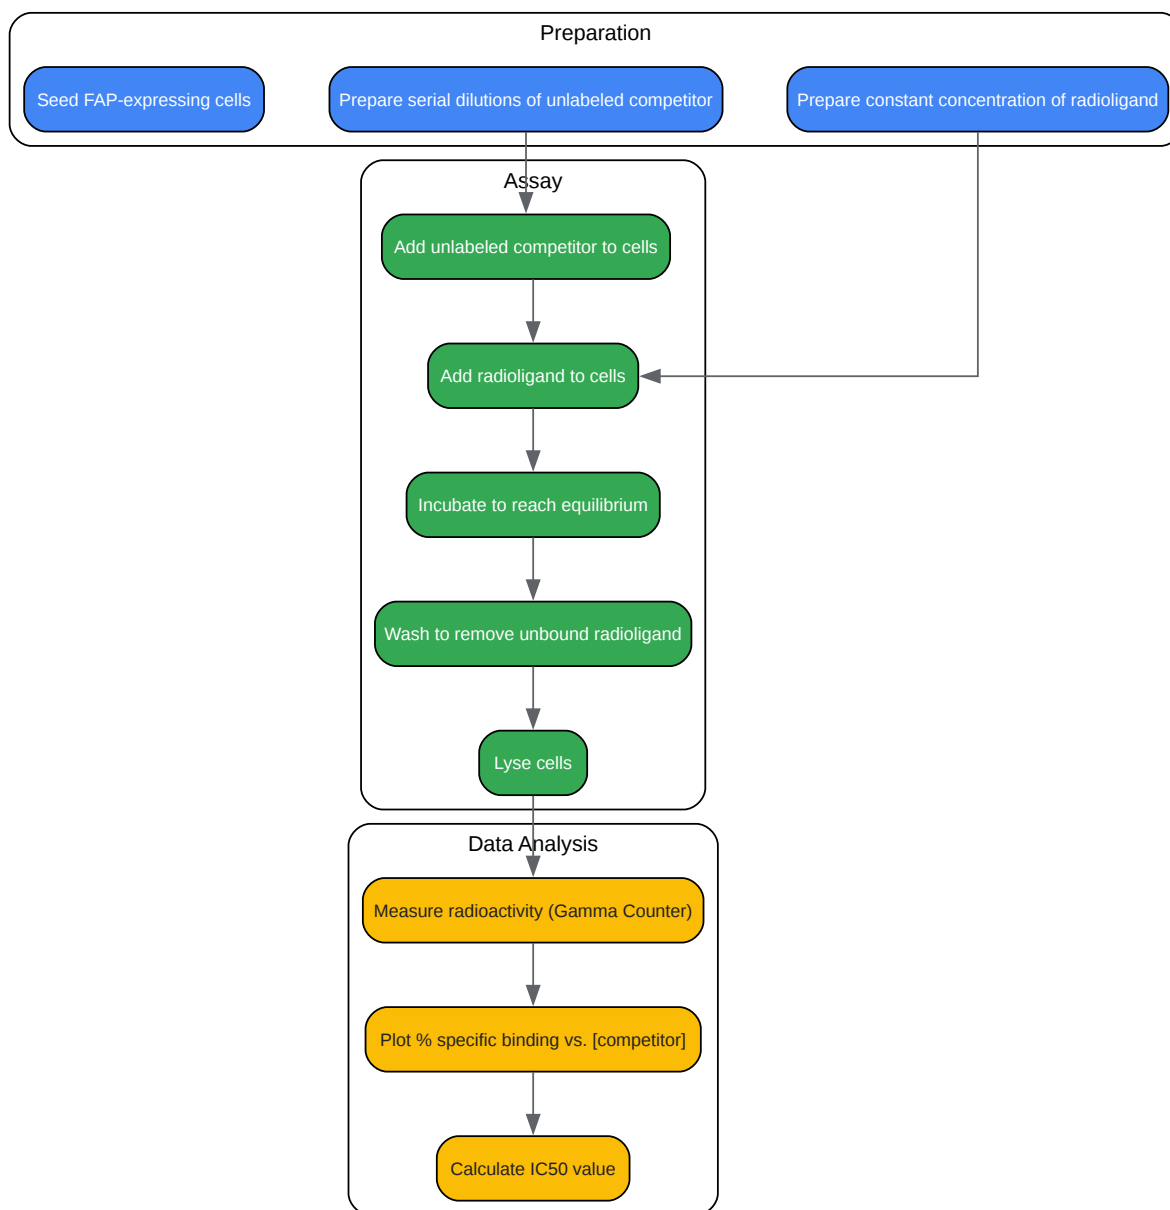 Preparation
Seed FAP-expressing cells
Prepare serial dilutions of unlabeled competitor
Prepare constant concentration of radioligand
Assay
Add unlabeled competitor to cells
Add radioligand to cells
Incubate to reach equilibrium
Wash to remove unbound radioligand
Lyse cells
Data Analysis
Measure radioactivity (Gamma Counter)
Plot % specific binding vs. [competitor]
Calculate IC50 value